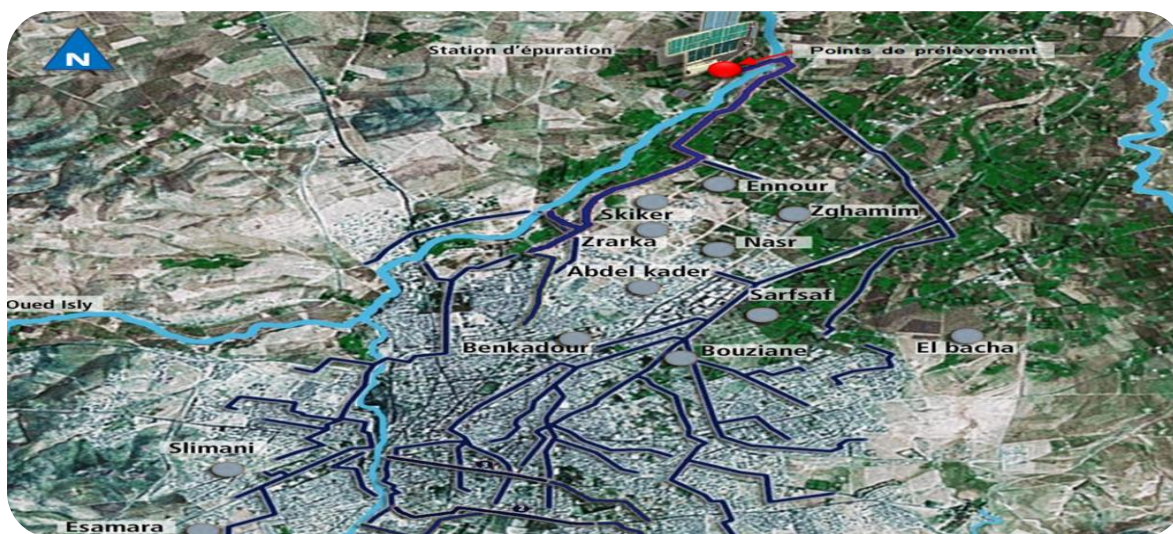 N
Station d'épuration
Points de prélèvement
Ennour
Skiker
Zghamim
Zrarka
Nasr
Abdel kader
Sarfsaf
Oued Isly
Benkadour
Bouziane
El bacha
Slimani
Esamara